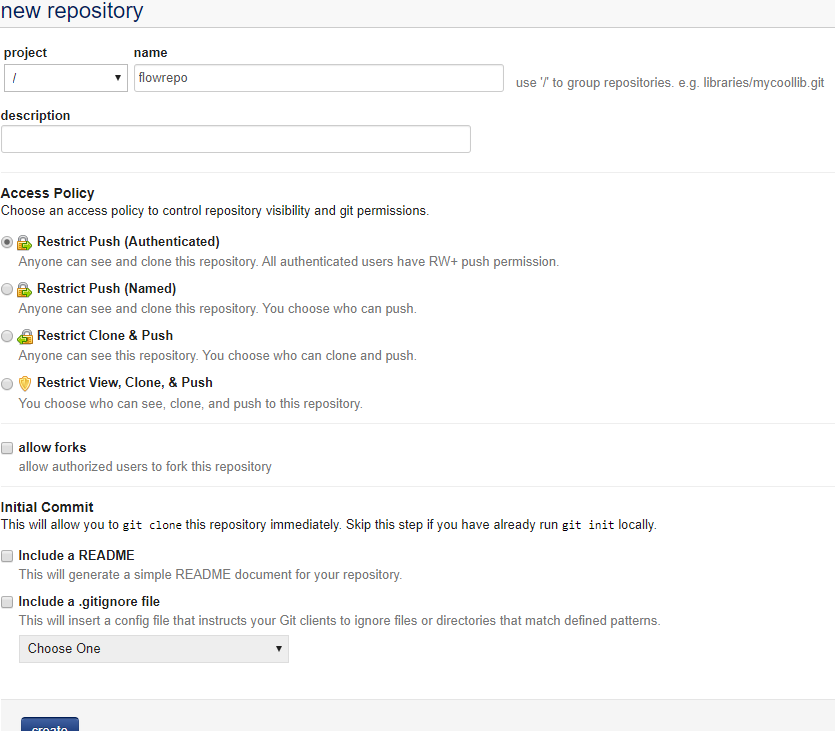 new repository
project name
/ flowrepo use '/' to group repositories. e.g. libraries/mycoollib.git
description
Access Policy
Choose an access policy to control repository visibility and git permissions.
Restrict Push (Authenticated)
Anyone can see and clone this repository. All authenticated users have RW+ push permission.
Restrict Push (Named)
Anyone can see and clone this repository. You choose who can push.
Restrict Clone & Push
Anyone can see this repository. You choose who can clone and push.
Restrict View, Clone, & Push
You choose who can see, clone, and push to this repository.
allow forks
allow authorized users to fork this repository
Initial Commit
This will allow you to git clone this repository immediately. Skip this step if you have already run git init locally.
Include a README
This will generate a simple README document for your repository.
Include a .gitignore file
This will insert a config file that instructs your Git clients to ignore files or directories that match defined patterns.
Choose One
create